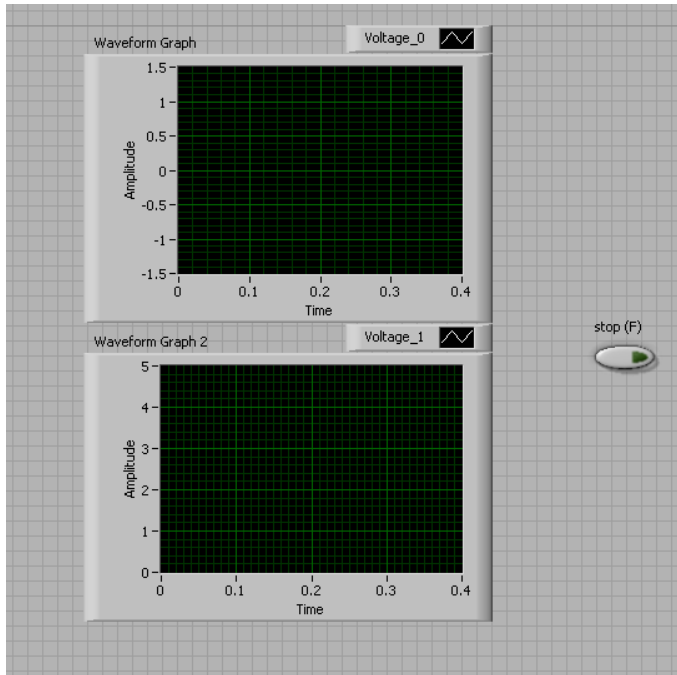 Waveform Graph
Voltage_0
1.5
1
0.5
0
-0.5
-1
-1.5
Amplitude
0 0.1 0.2 0.3 0.4
Time
Waveform Graph 2
Voltage_1
5
4
3
2
1
0
Amplitude
0 0.1 0.2 0.3 0.4
Time
stop (F)